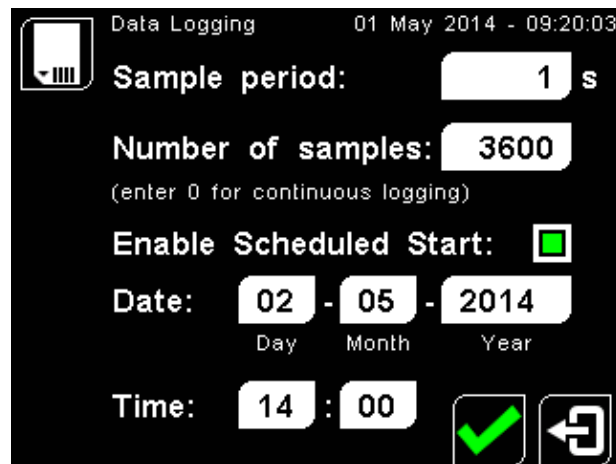 Data Logging 01 May 2014 - 09:20:03
Sample period: 1 s
Number of samples: 3600
(enter 0 for continuous logging)
Enable Scheduled Start:
Date: 02 - 05 - 2014
Day Month Year
Time: 14 : 00